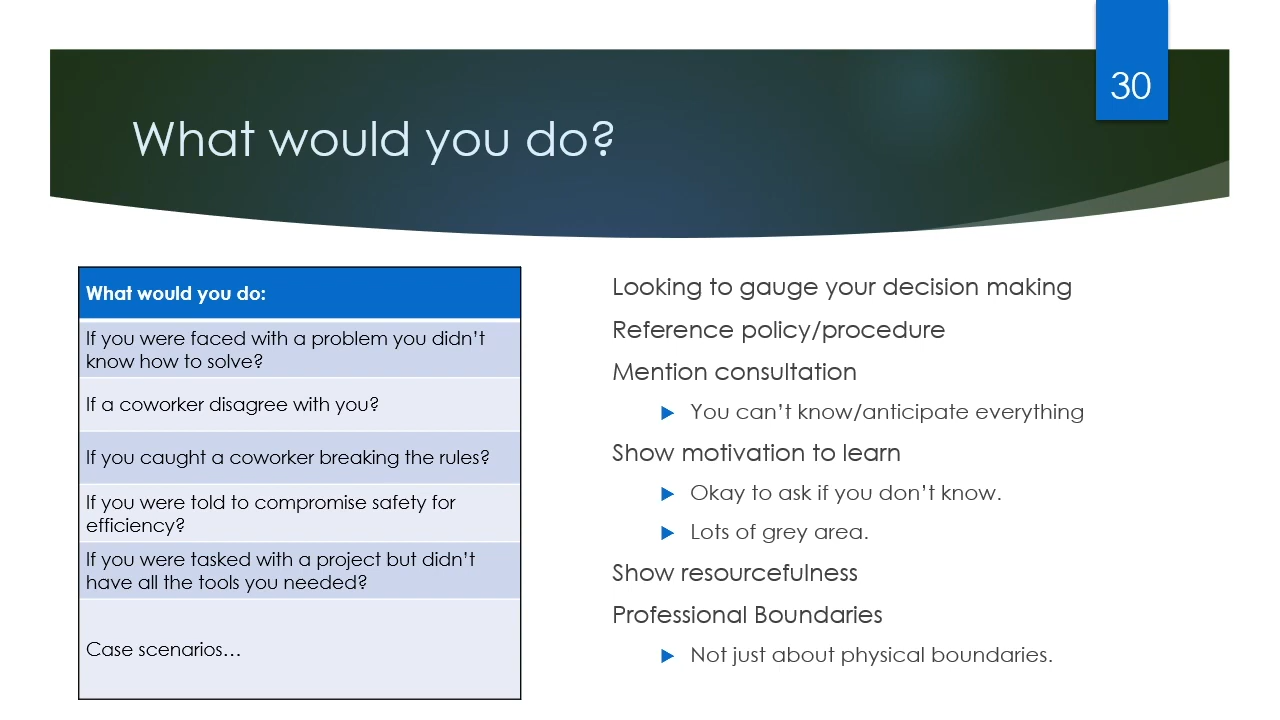 30
What would you do?
What would you do:
If you were faced with a problem you didn’t
know how to solve?
If a coworker disagree with you?
If you caught a coworker breaking the rules?
If you were told to compromise safety for
efficiency?
If you were tasked with a project but didn’t
have all the tools you needed?
Case scenarios…
Looking to gauge your decision making
Reference policy/procedure
Mention consultation
You can’t know/anticipate everything
Show motivation to learn
Okay to ask if you don’t know.
Lots of grey area.
Show resourcefulness
Professional Boundaries
Not just about physical boundaries.